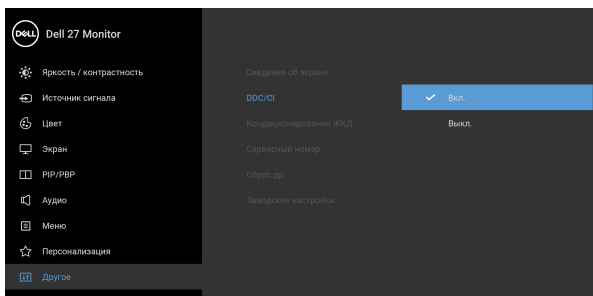 DELL Dell 27 Monitor
Яркость / контрастность
Сведения об экране
Источник сигнала
DDC/CI
Вкл.
Цвет
Кондиционирование ЖКД
Выкл.
Экран
Сервисный номер
PIP/PBP
Сброс др.
Аудио
Заводские настройки
Меню
Персонализация
Другое